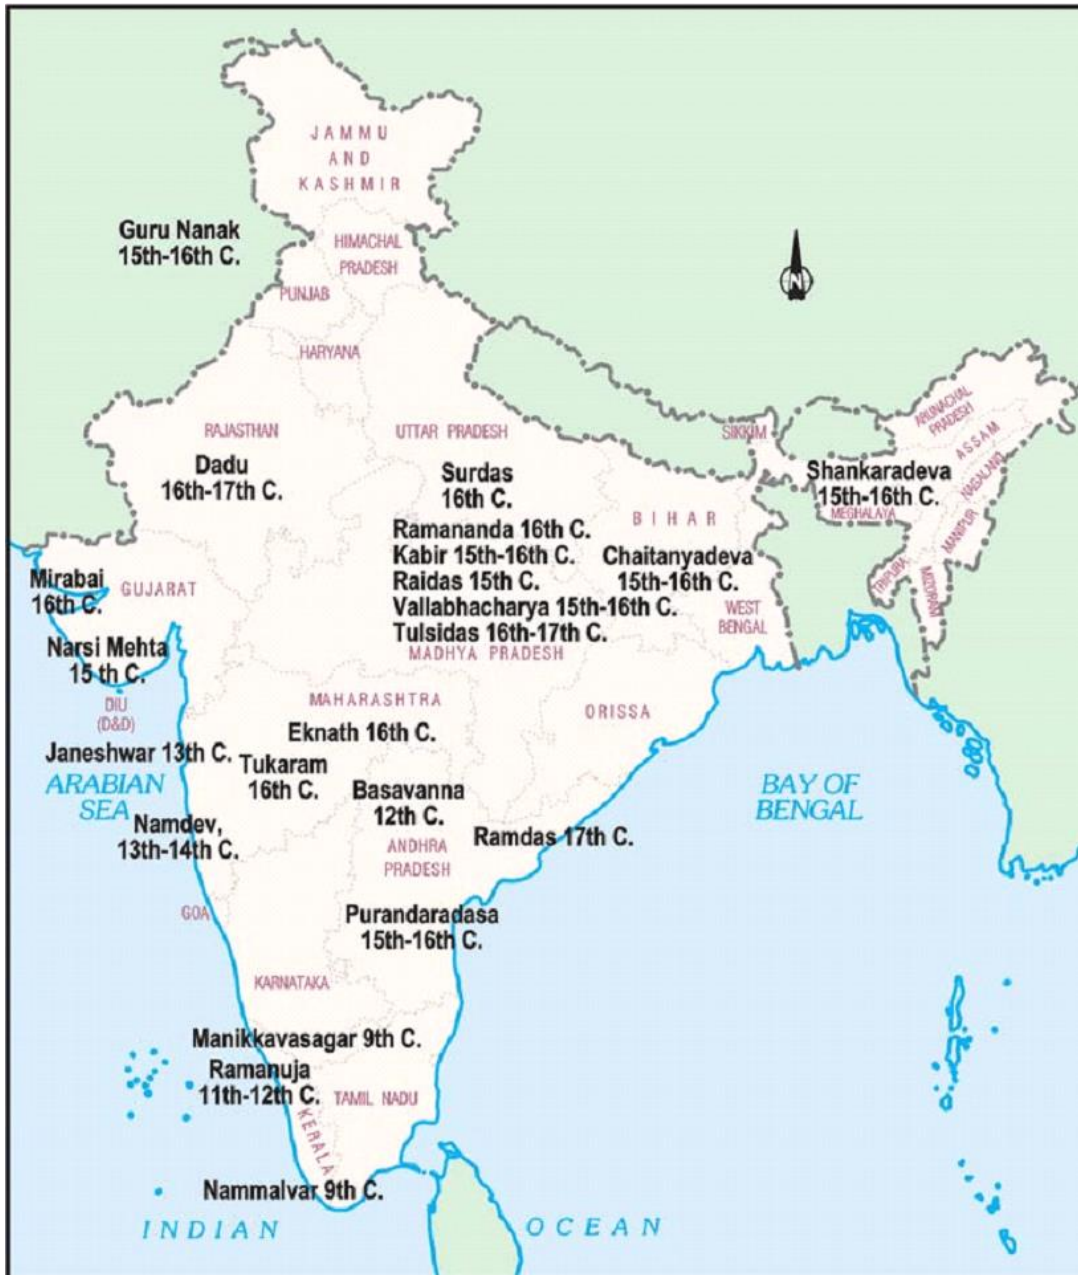 JAMMU
AND
KASHMIR
Guru Nanak
15th-16th C.
HIMACHAL
PRADESH
PUNJAB
N
HARYANA
RAJASTHAN
UTTAR PRADESH
SIKKIM
ARUNACHAL
PRADESH
ASSAM
NAGALAND
Dadu
16th-17th C.
Surdas
16th C.
Shankaradeva
15th-16th C.
MEGHALAYA
MANIPUR
BIHAR
Ramananda 16th C.
Kabir 15th-16th C.
Raidas 15th C.
Vallabhacharya 15th-16th C.
Tulsidas 16th-17th C.
Chaitanyadeva
15th-16th C.
TRIPURA
MIZORAM
Mirabai
16th C.
GUJARAT
WEST
BENGAL
Narsi Mehta
15 th C.
MADHYA PRADESH
DIU
(D&D)
MAHARASHTRA
ORISSA
Eknath 16th C.
Janeshwar 13th C.
ARABIAN
SEA
Tukaram
16th C.
Basavanna
12th C.
BAY OF
BENGAL
Namdev,
13th-14th C.
ANDHRA
PRADESH
Ramdas 17th C.
GOA
Purandaradasa
15th-16th C.
KARNATAKA
Manikkavasagar 9th C.
Ramanuja
11th-12th C.
TAMIL NADU
KERALA
Nammalvar 9th C.
INDIAN OCEAN